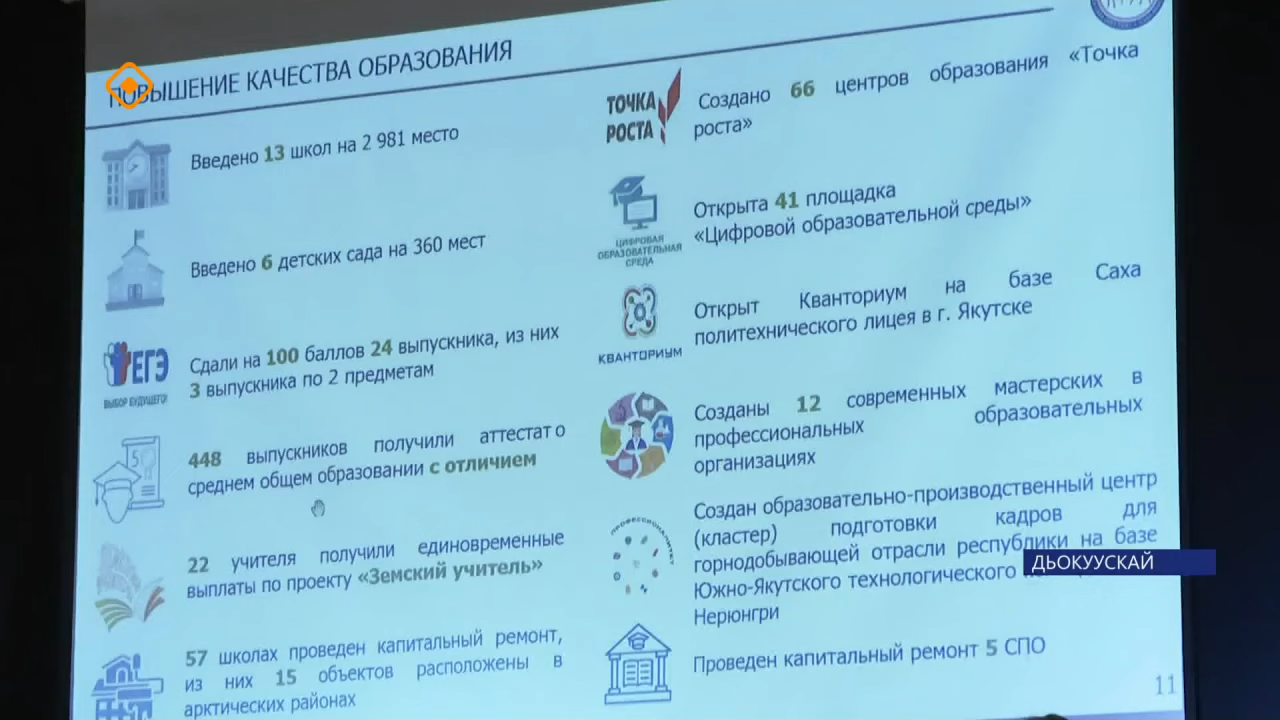 ПОВЫШЕНИЕ КАЧЕСТВА ОБРАЗОВАНИЯ
Введено 13 школ на 2 981 место
Введено 6 детских сада на 360 мест
ЕГЭ
ВЫБОР БУДУЩЕГО!
Сдали на 100 баллов 24 выпускника, из них
3 выпускника по 2 предметам
448 выпускников получили аттестат о
среднем общем образовании с отличием
22 учителя получили единовременные
выплаты по проекту «Земский учитель»
57 школах проведен капитальный ремонт,
из них 15 объектов расположены в
арктических районах
ТОЧКА
РОСТА
Создано 66 центров образования «Точка
роста»
ЦИФРОВАЯ
ОБРАЗОВАТЕЛЬНАЯ
СРЕДА
Открыта 41 площадка
«Цифровой образовательной среды»
КВАНТОРИУМ
Открыт Кванториум на базе Саха
политехнического лицея в г. Якутске
Созданы 12 современных мастерских в
профессиональных образовательных
организациях
ПРОФЕССИОНАЛИТЕТ
Создан образовательно-производственный центр
(кластер) подготовки кадров для
горнодобывающей отрасли республики на базе
Южно-Якутского технологического
Нерюнгри
Проведен капитальный ремонт 5 СПО
11
ДЬОКУУСКАЙ